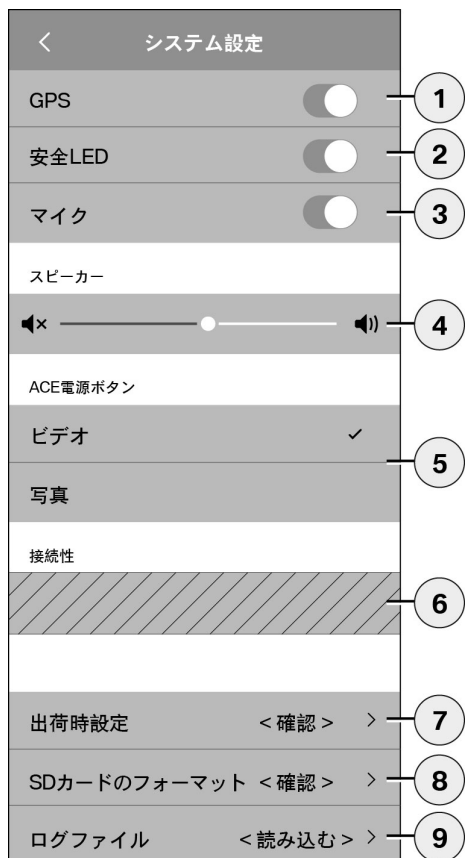 システム設定
GPS 1
安全LED 2
マイク 3
スピーカー
4
ACE電源ボタン
ビデオ
5
写真
接続性
6
出荷時設定 <確認> > 7
SDカードのフォーマット <確認> > 8
ログファイル <読み込む> > 9